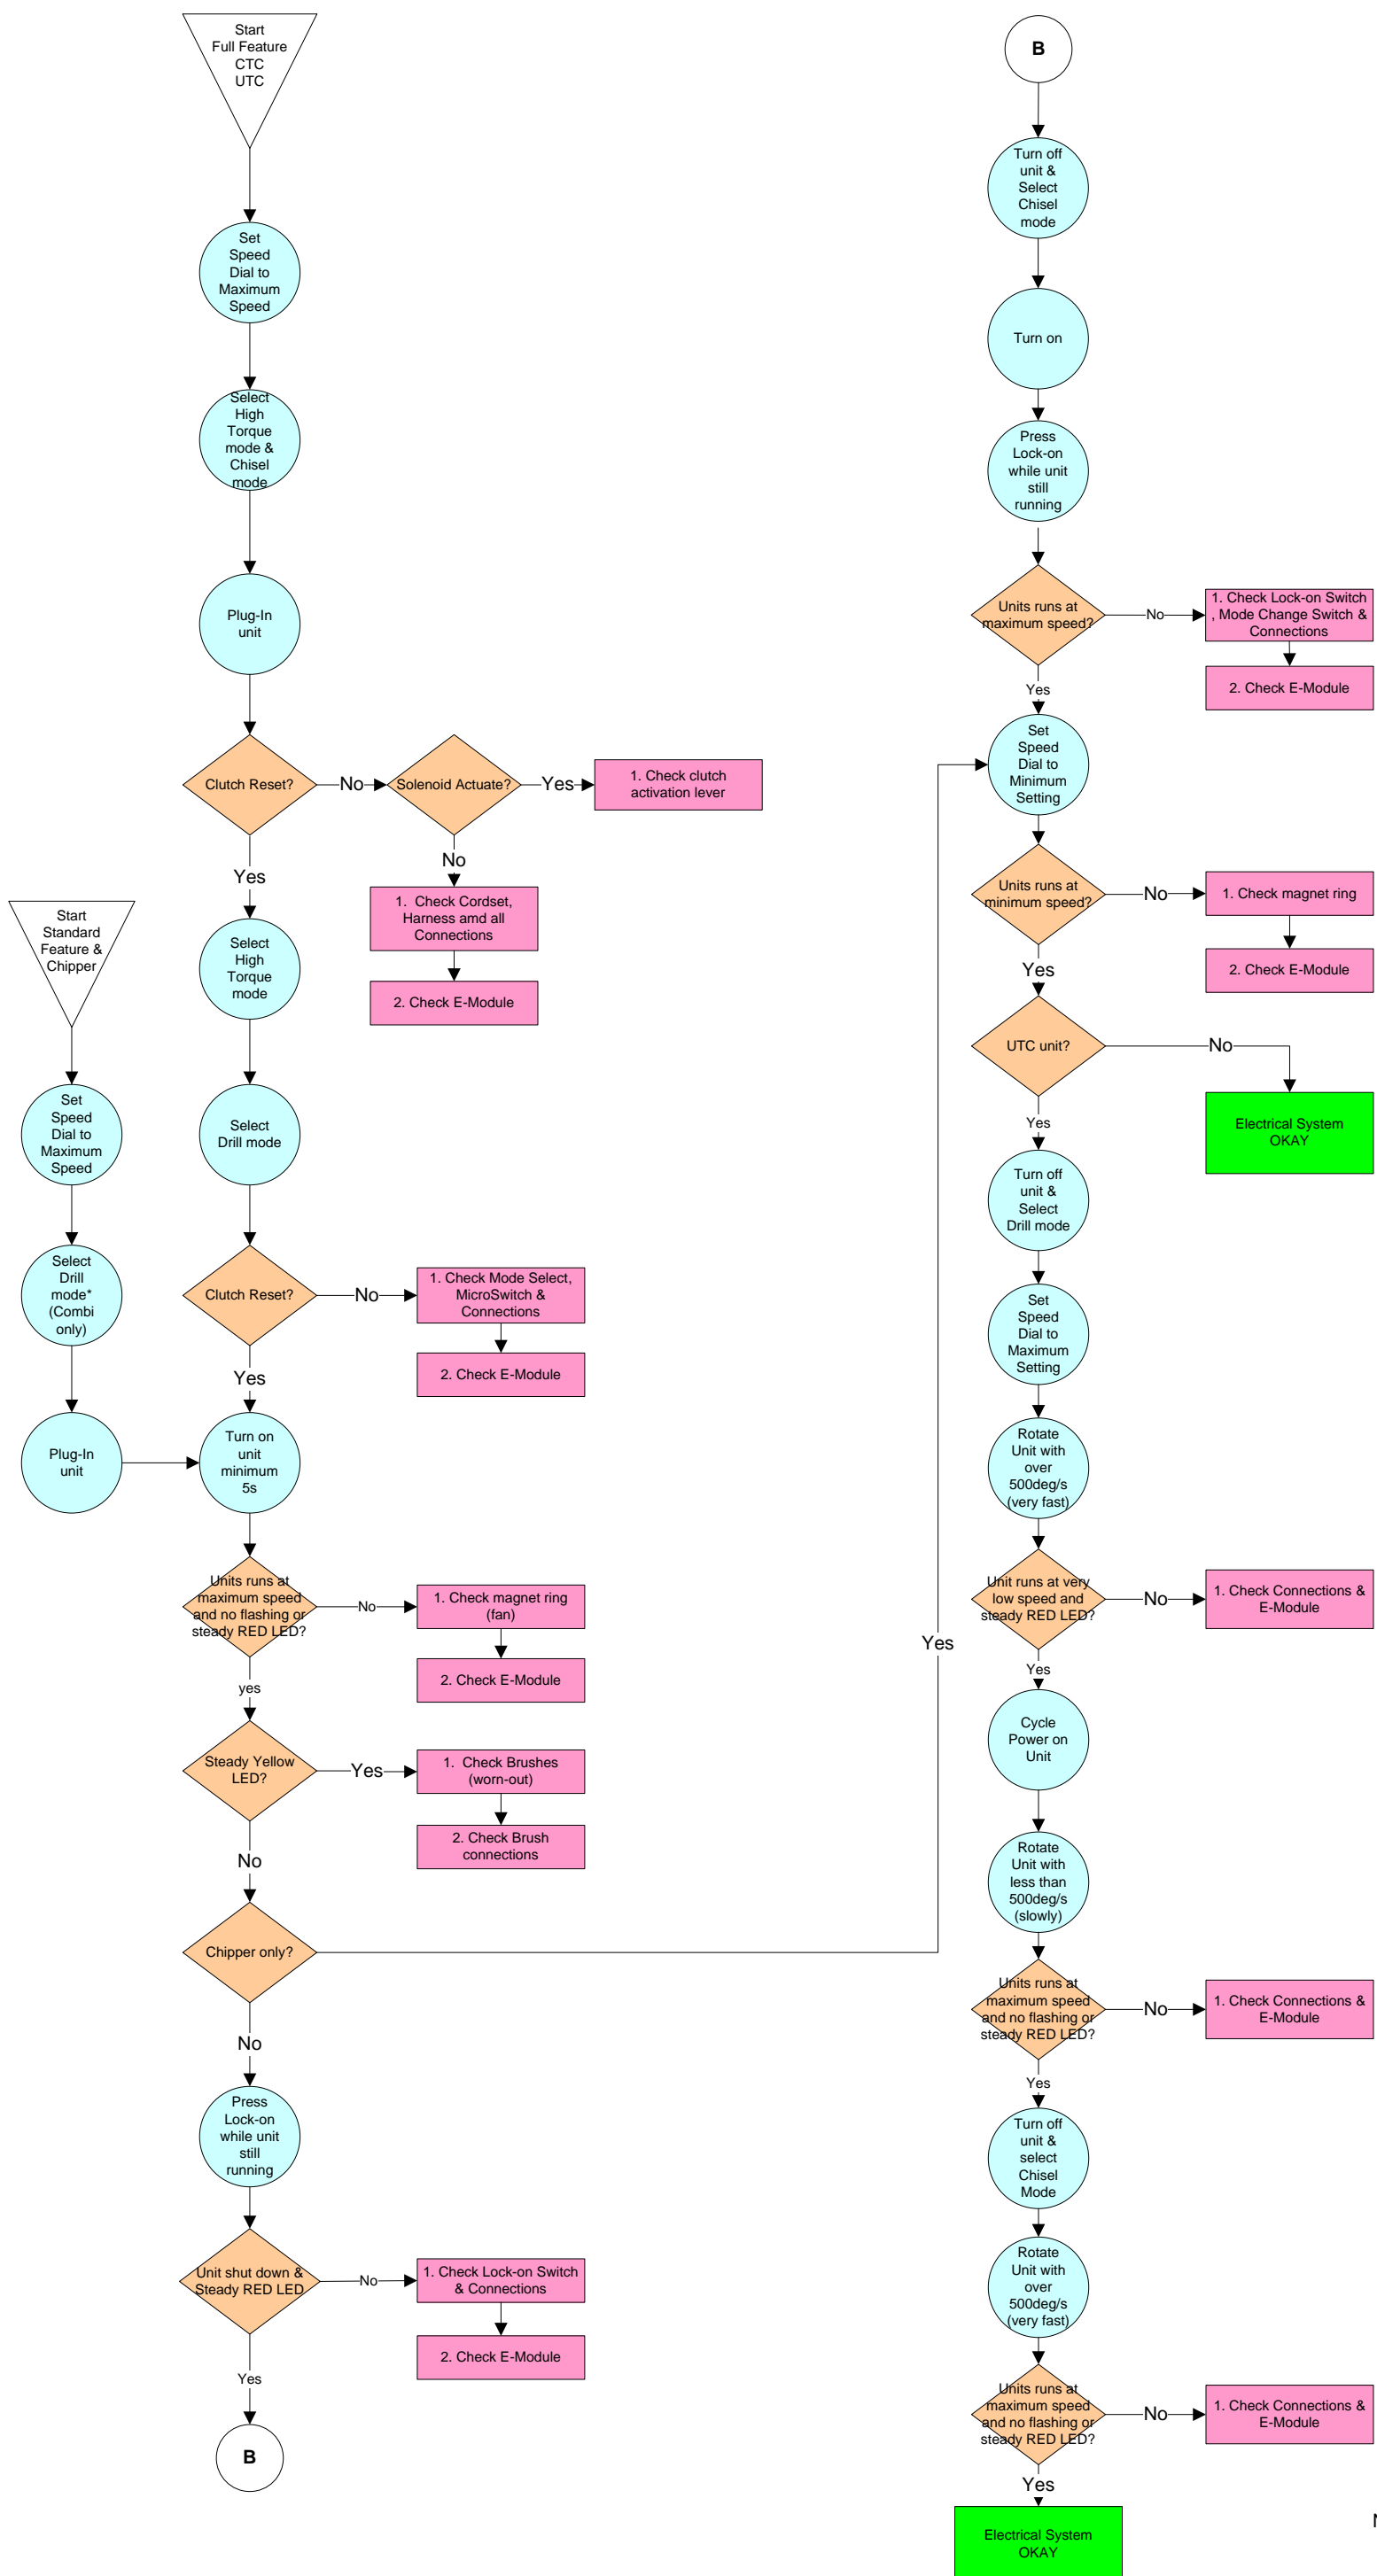 Start
Full Feature
CTC
UTC
Set
Speed
Dial to
Maximum
Speed
Select
High
Torque
mode &
Chisel
mode
Plug-In
unit
Clutch Reset?
No
Solenoid Actuate?
Yes
1. Check clutch
activation lever
No
1. Check Cordset,
Harness amd all
Connections
2. Check E-Module
Yes
Select
High
Torque
mode
Select
Drill mode
Clutch Reset?
No
1. Check Mode Select,
MicroSwitch &
Connections
2. Check E-Module
Yes
Start
Standard
Feature &
Chipper
Set
Speed
Dial to
Maximum
Speed
Select
Drill
mode*
(Combi
only)
Plug-In
unit
Turn on
unit
minimum
5s
Units runs at
maximum speed
and no flashing or
steady RED LED?
No
1. Check magnet ring
(fan)
2. Check E-Module
yes
Steady Yellow
LED?
Yes
1. Check Brushes
(worn-out)
2. Check Brush
connections
No
Chipper only?
Yes
No
Press
Lock-on
while unit
still
running
Unit shut down &
Steady RED LED
No
1. Check Lock-on Switch
& Connections
2. Check E-Module
Yes
B
B
Turn off
unit &
Select
Chisel
mode
Turn on
Press
Lock-on
while unit
still
running
Units runs at
maximum speed?
No
1. Check Lock-on Switch
, Mode Change Switch &
Connections
2. Check E-Module
Yes
Set
Speed
Dial to
Minimum
Setting
Units runs at
minimum speed?
No
1. Check magnet ring
2. Check E-Module
Yes
UTC unit?
No
Electrical System
OKAY
Yes
Turn off
unit &
Select
Drill mode
Set
Speed
Dial to
Maximum
Setting
Rotate
Unit with
over
500deg/s
(very fast)
Unit runs at very
low speed and
steady RED LED?
No
1. Check Connections &
E-Module
Yes
Cycle
Power on
Unit
Rotate
Unit with
less than
500deg/s
(slowly)
Units runs at
maximum speed
and no flashing or
steady RED LED?
No
1. Check Connections &
E-Module
Yes
Turn off
unit &
select
Chisel
Mode
Rotate
Unit with
over
500deg/s
(very fast)
Units runs at
maximum speed
and no flashing or
steady RED LED?
No
1. Check Connections &
E-Module
Yes
Electrical System
OKAY